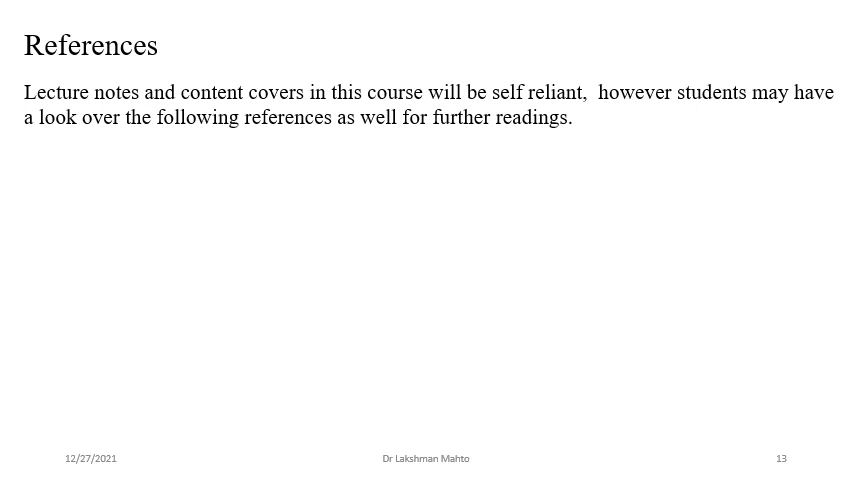 References
Lecture notes and content covers in this course will be self reliant,  however students may have
a look over the following references as well for further readings.
12/27/2021
Dr Lakshman Mahto
13